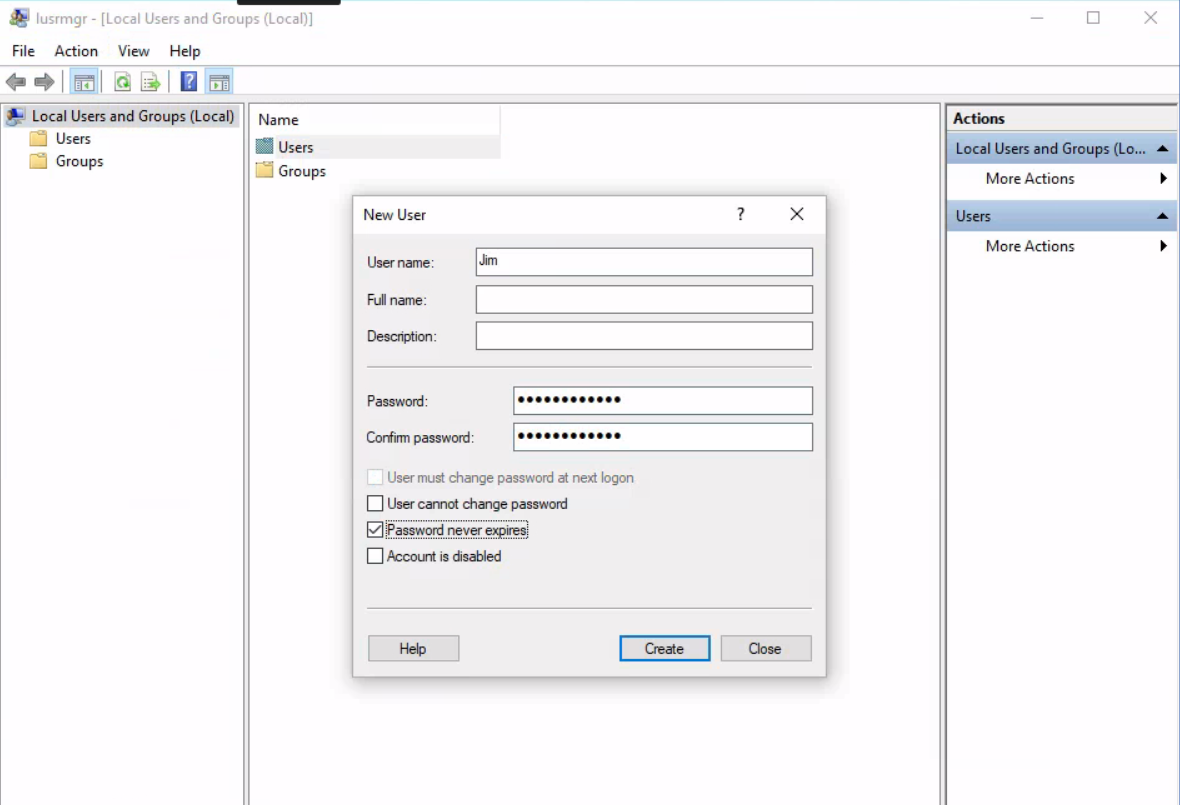 lusrmgr - [Local Users and Groups (Local)]
File Action View Help
Local Users and Groups (Local)
Users
Groups
Name
Users
Groups
Actions
Local Users and Groups (Lo...
More Actions
Users
More Actions
New User ?
User name: Jim
Full name:
Description:
Password: ●●●●●●●●●●●●
Confirm password: ●●●●●●●●●●●●
User must change password at next logon
User cannot change password
Password never expires
Account is disabled
Help Create Close